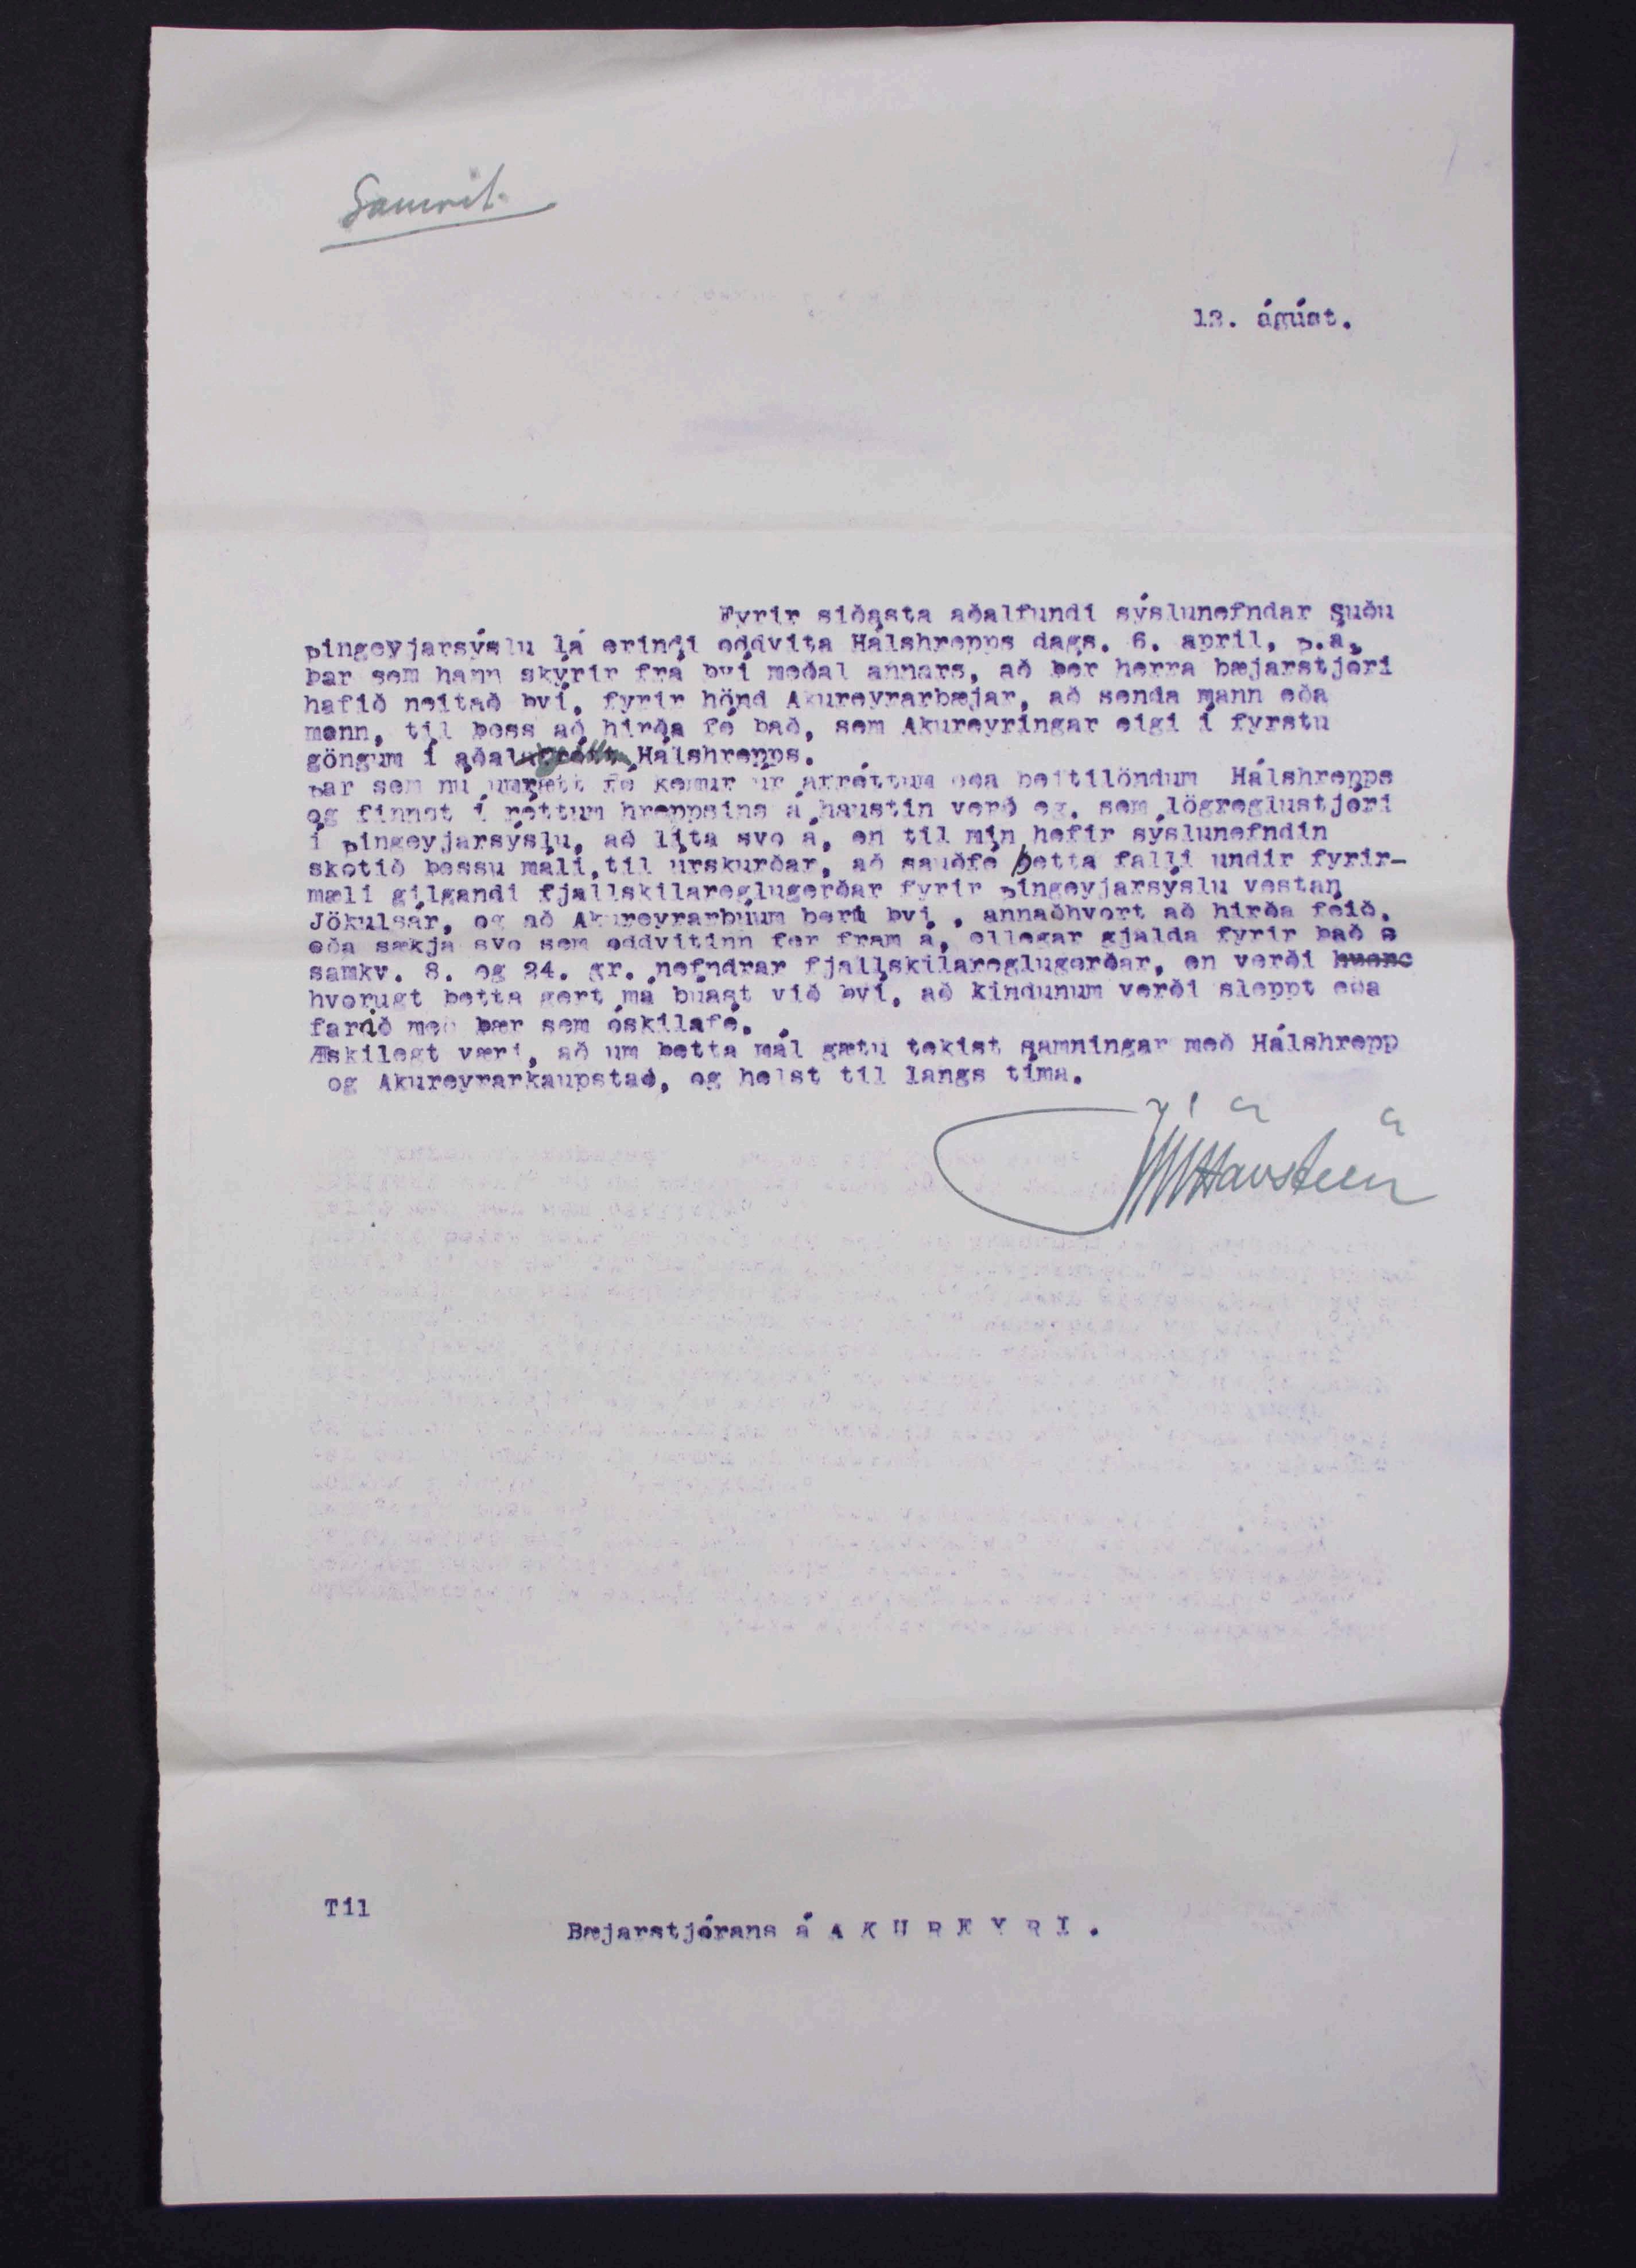 Samrit.
12. ágúst.
Fyrir síðasta aðalfundi sýslunefndar Suðu
Þingeyjarsýslu lá erindi oddvita Hálshrepps dags. 6. apríl, þ.á.
þar sem hann skýrir frá því meðal annars, að þér herra bæjarstjóri
hafið neitað því, fyrir hönd Akureyrarbæjar, að senda mann eða
menn, til þess að hirða fé það, sem Akureyringar eigi í fyrstu
göngum í aðal Hálshrepps.
Þar sem nú umrætt fé kemur úr afréttum eða beitilöndum Hálshrepps
og finnst í réttum hreppsins á haustin verð eg, sem lögreglustjóri
í Þingeyjarsýslu, að líta svo á, en til mín hefir sýslunefndin
skotið þessu máli, til úrskurðar, að sauðfé þetta falli undir fyrir-
mæli gilgandi fjallskilareglugerðar fyrir Þingeyjarsýslu vestan
Jökulsár, og að Akureyrarbúum beri því , annaðhvort að hirða féið,
eða sækja svo sem oddvitinn fer fram á, ellegar gjalda fyrir það s
samkv. 8. og 24. gr. nefndrar fjallskilareglugerðar, en verði
hvorugt þetta gert má búast við því, að kindunum verði sleppt eða
farið með þær sem óskilafé.
Æskilegt væri, að um þetta mál gætu tekist samningar með Hálshrepp
og Akureyrarkaupstað, og helst til langs tíma.
JúlHavsteen
Til
Bæjarstjórans á A K U R E Y R I .